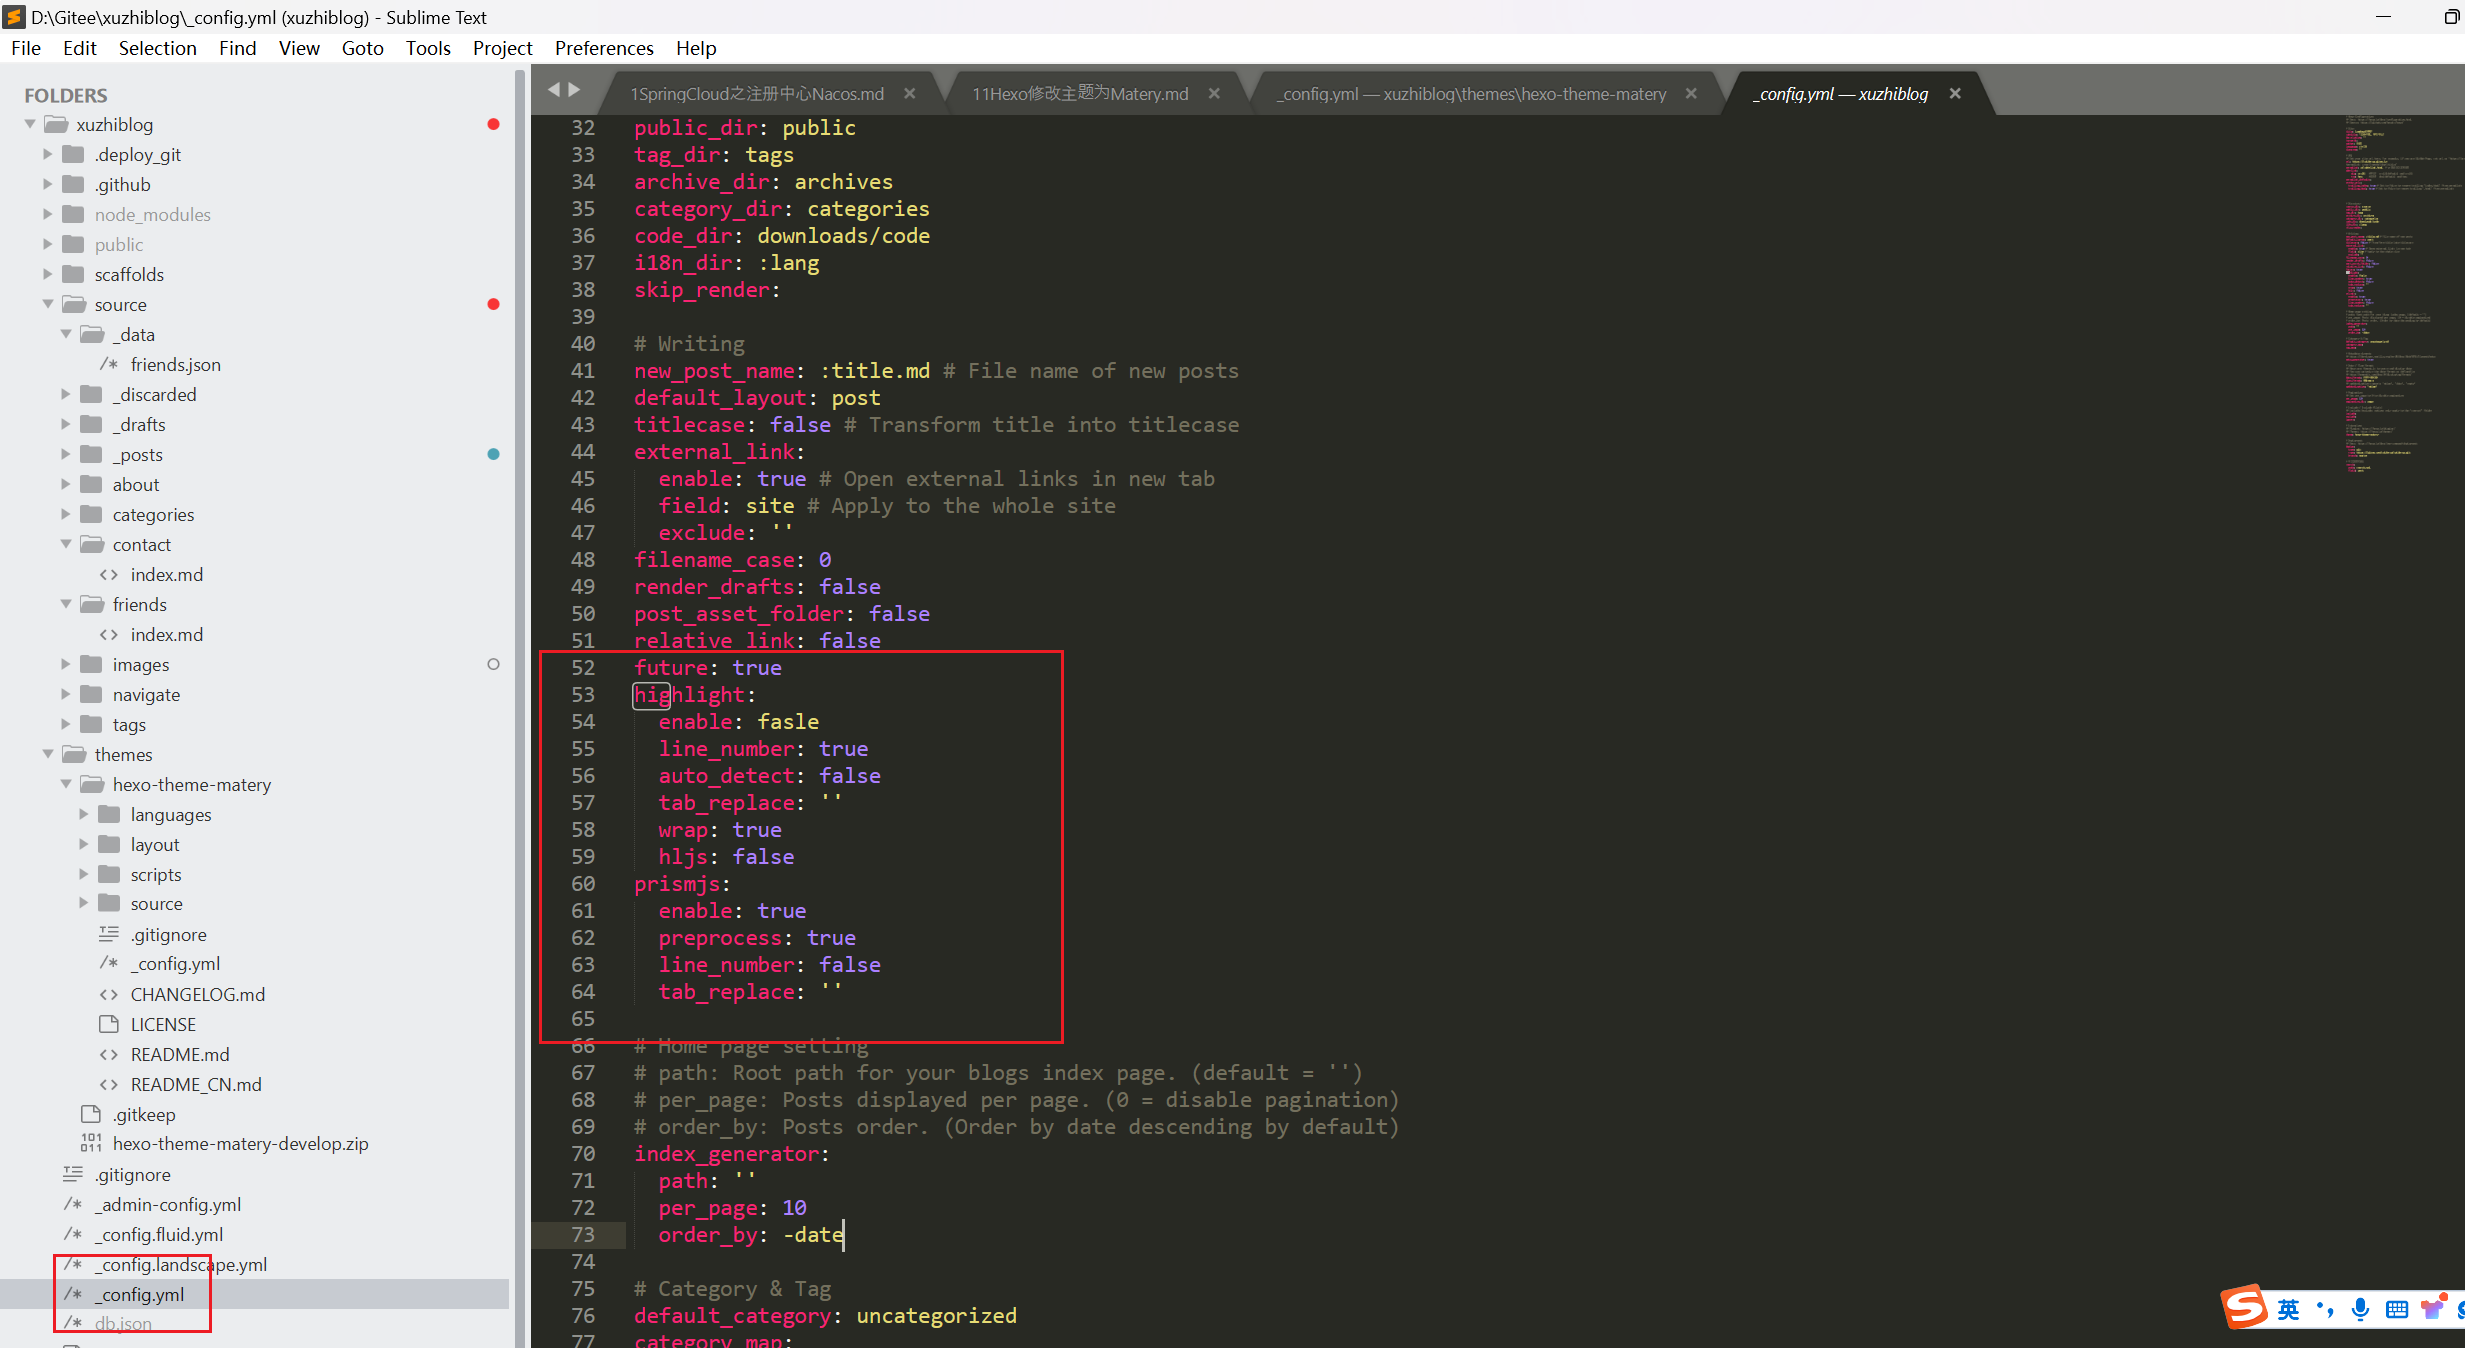 D:\Gitee\xuzhiblog\_config.yml (xuzhiblog) - Sublime Text
File Edit Selection Find View Goto Tools Project Preferences Help
FOLDERS
xuzhiblog
.deploy_git
.github
node_modules
public
scaffolds
source
_data
/* friends.json
_discarded
_drafts
_posts
about
categories
contact
<> index.md
friends
<> index.md
images
navigate
tags
themes
hexo-theme-matery
languages
layout
scripts
source
.gitignore
/* _config.yml
<> CHANGELOG.md
LICENSE
<> README.md
<> README_CN.md
.gitkeep
hexo-theme-matery-develop.zip
.gitignore
/* _admin-config.yml
/* _config.fluid.yml
/* _config.landscape.yml
/* _config.yml
/* db.json
1SpringCloud之注册中心Nacos.md
11Hexo修改主题为Matery.md
_config.yml — xuzhiblog\themes\hexo-theme-matery
_config.yml — xuzhiblog
32 public_dir: public
33 tag_dir: tags
34 archive_dir: archives
35 category_dir: categories
36 code_dir: downloads/code
37 i18n_dir: :lang
38 skip_render:
39
40 # Writing
41 new_post_name: :title.md # File name of new posts
42 default_layout: post
43 titlecase: false # Transform title into titlecase
44 external_link:
45 enable: true # Open external links in new tab
46 field: site # Apply to the whole site
47 exclude: ''
48 filename_case: 0
49 render_drafts: false
50 post_asset_folder: false
51 relative_link: false
52 future: true
53 highlight:
54 enable: fasle
55 line_number: true
56 auto_detect: false
57 tab_replace: ''
58 wrap: true
59 hljs: false
60 prismjs:
61 enable: true
62 preprocess: true
63 line_number: false
64 tab_replace: ''
65
66 # Home page setting
67 # path: Root path for your blogs index page. (default = '')
68 # per_page: Posts displayed per page. (0 = disable pagination)
69 # order_by: Posts order. (Order by date descending by default)
70 index_generator:
71 path: ''
72 per_page: 10
73 order_by: -date
74
75 # Category & Tag
76 default_category: uncategorized
77 category_map:
英